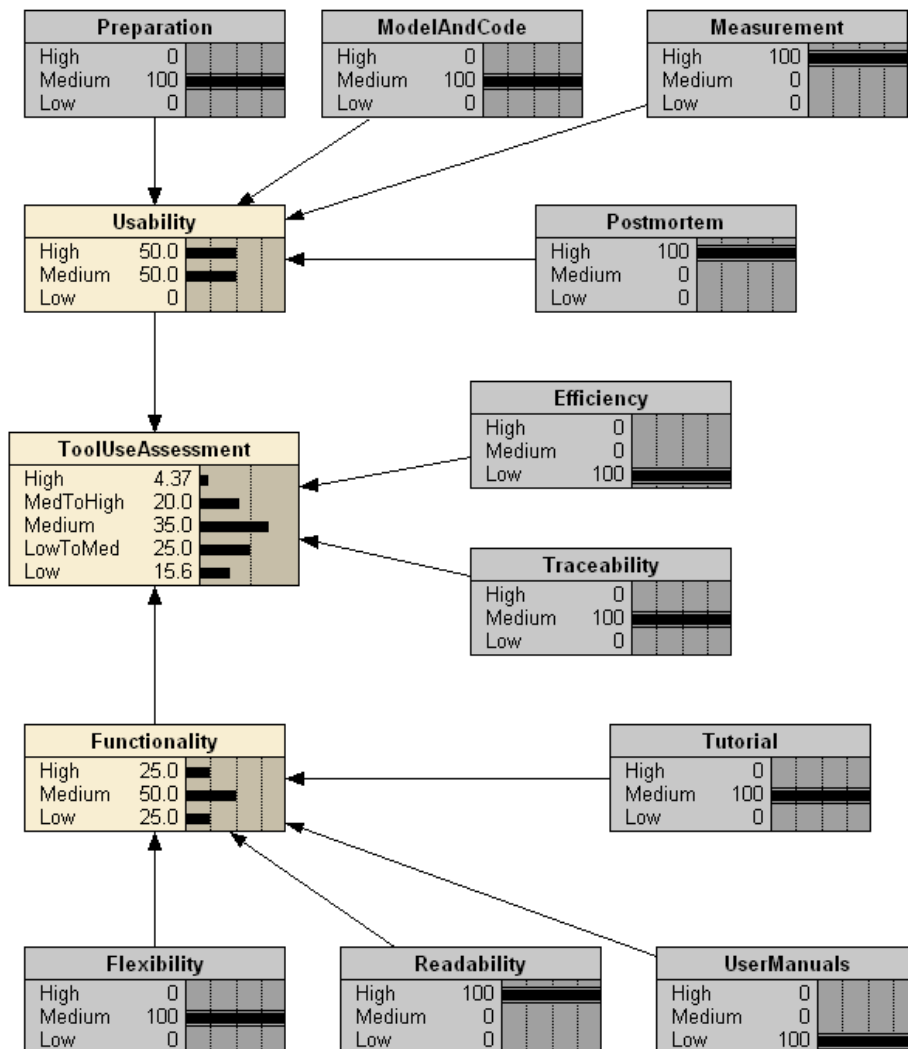 Preparation
High 0
Medium 100
Low 0
ModelAndCode
High 0
Medium 100
Low 0
Measurement
High 100
Medium 0
Low 0
Usability
High 50.0
Medium 50.0
Low 0
Postmortem
High 100
Medium 0
Low 0
Efficiency
High 0
Medium 0
Low 100
ToolUseAssessment
High 4.37
MedToHigh 20.0
Medium 35.0
LowToMed 25.0
Low 15.6
Traceability
High 0
Medium 100
Low 0
Functionality
High 25.0
Medium 50.0
Low 25.0
Tutorial
High 0
Medium 100
Low 0
Flexibility
High 0
Medium 100
Low 0
Readability
High 100
Medium 0
Low 0
UserManuals
High 0
Medium 0
Low 100